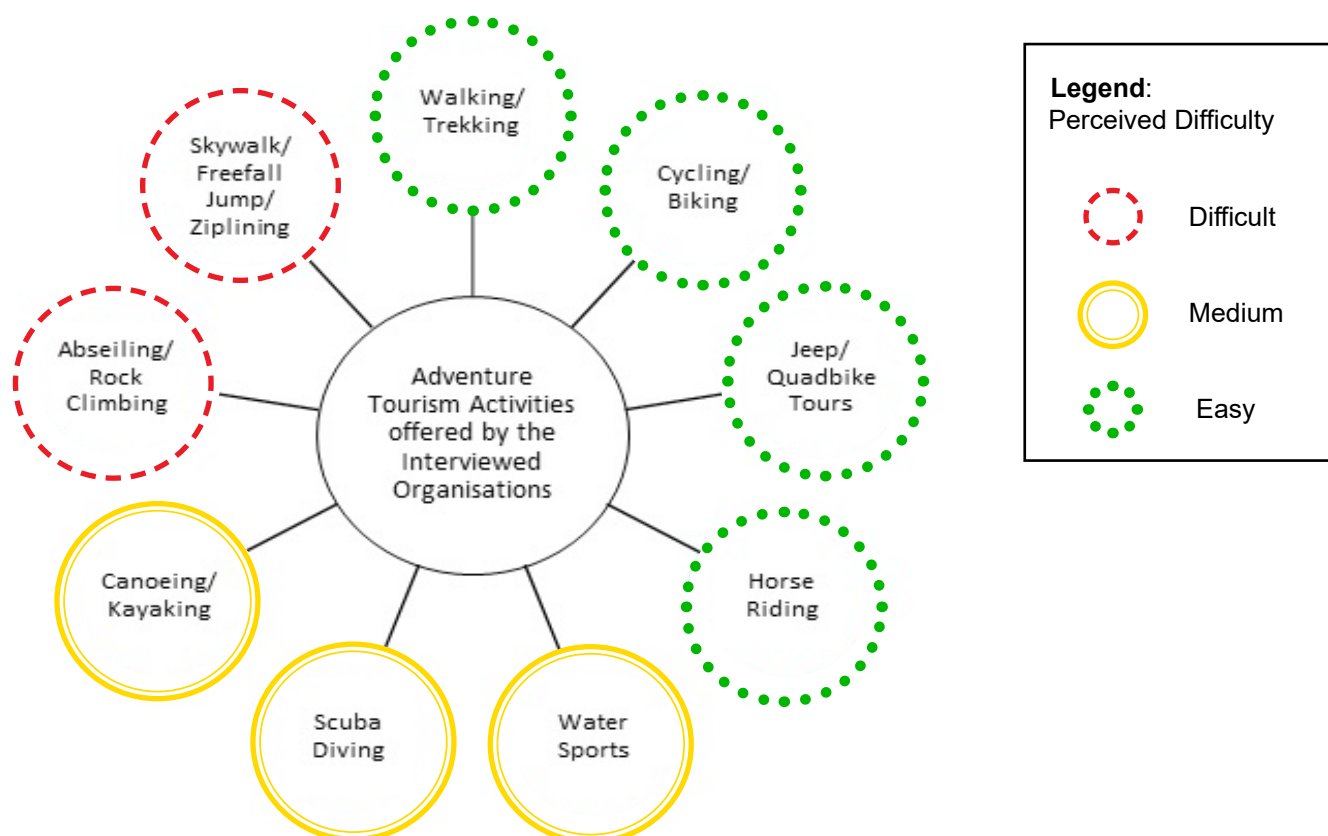 Walking/
Trekking
Cycling/
Biking
Jeep/
Quadbike
Tours
Horse
Riding
Water
Sports
Scuba
Diving
Canoeing/
Kayaking
Abseiling/
Rock
Climbing
Skywalk/
Freefall
Jump/
Ziplining
Adventure
Tourism Activities
offered by the
Interviewed
Organisations
Legend:
Perceived Difficulty
Difficult
Medium
Easy